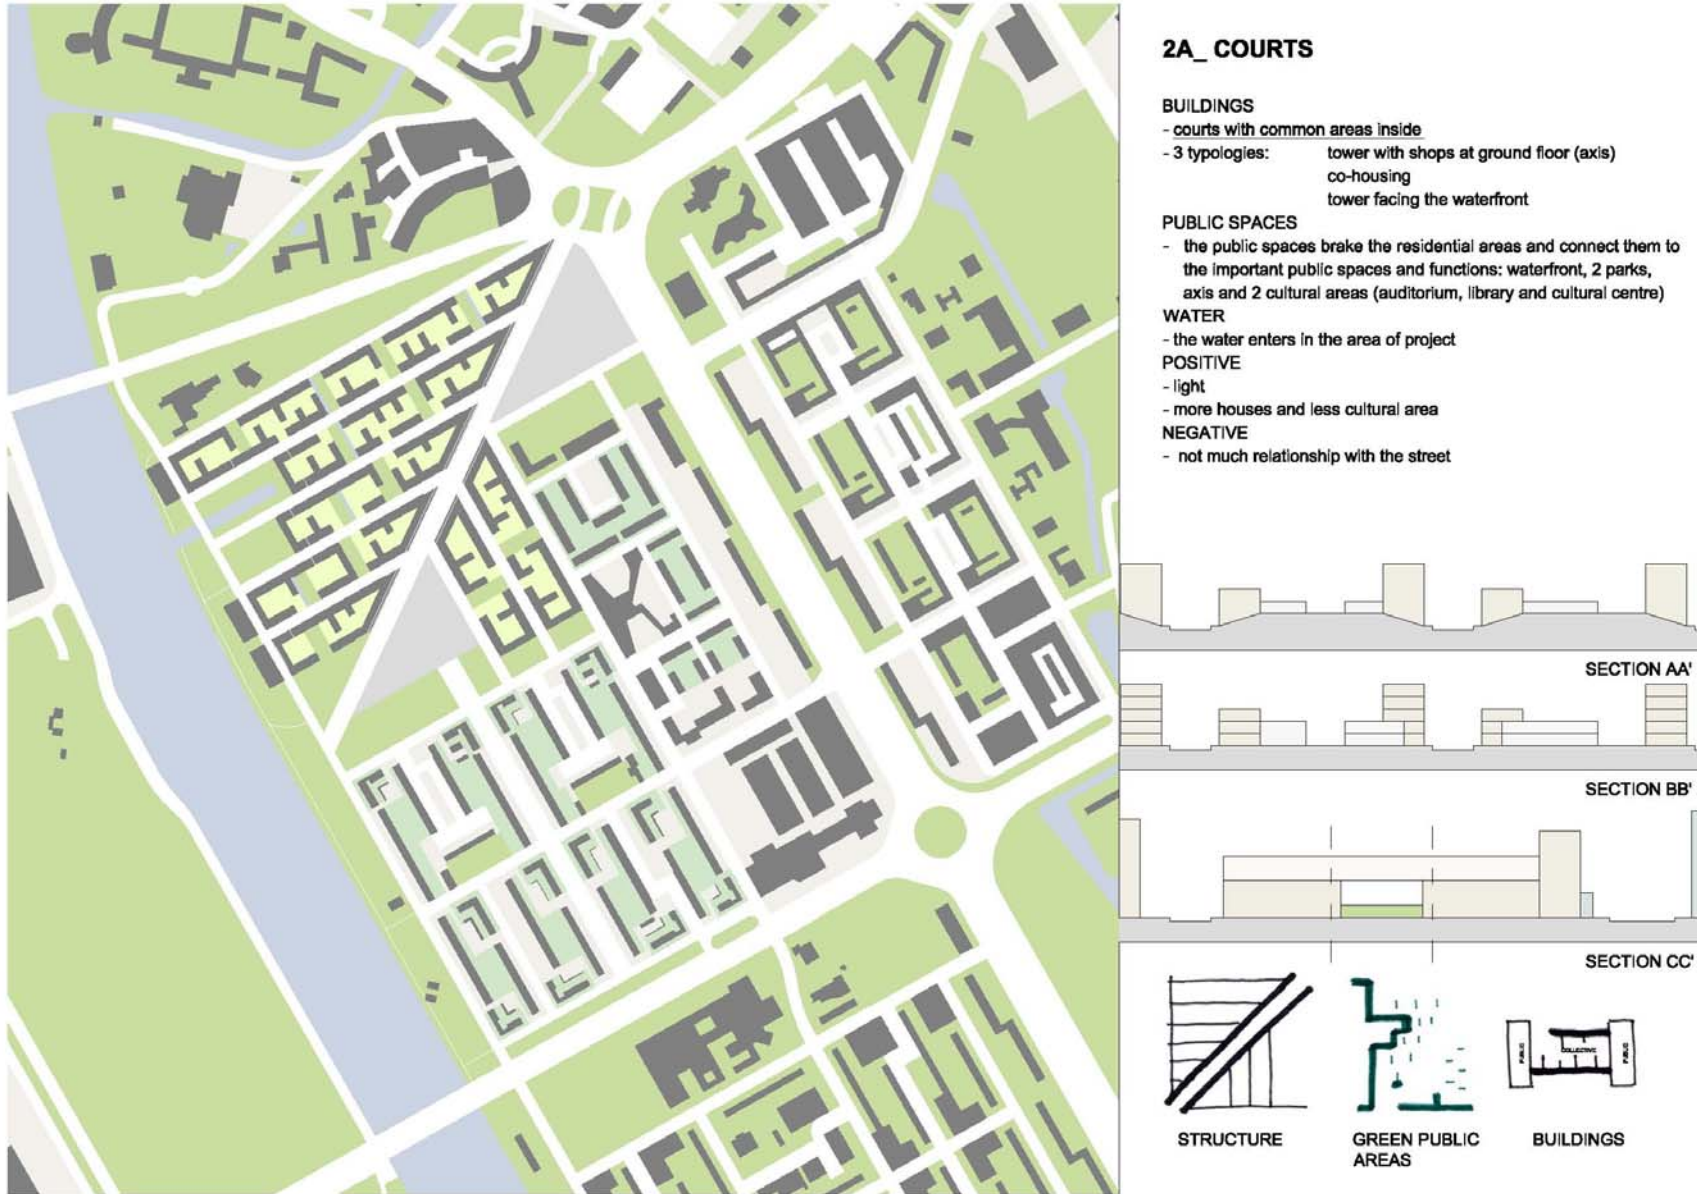 2A_ COURTS
BUILDINGS
- courts with common areas inside
- 3 typologies: tower with shops at ground floor (axis)
co-housing
tower facing the waterfront
PUBLIC SPACES
- the public spaces brake the residential areas and connect them to
the important public spaces and functions: waterfront, 2 parks,
axis and 2 cultural areas (auditorium, library and cultural centre)
WATER
- the water enters in the area of project
POSITIVE
- light
- more houses and less cultural area
NEGATIVE
- not much relationship with the street
SECTION AA'
SECTION BB'
SECTION CC'
PUBLIC
COLLECTIVE
PUBLIC
STRUCTURE
GREEN PUBLIC
AREAS
BUILDINGS